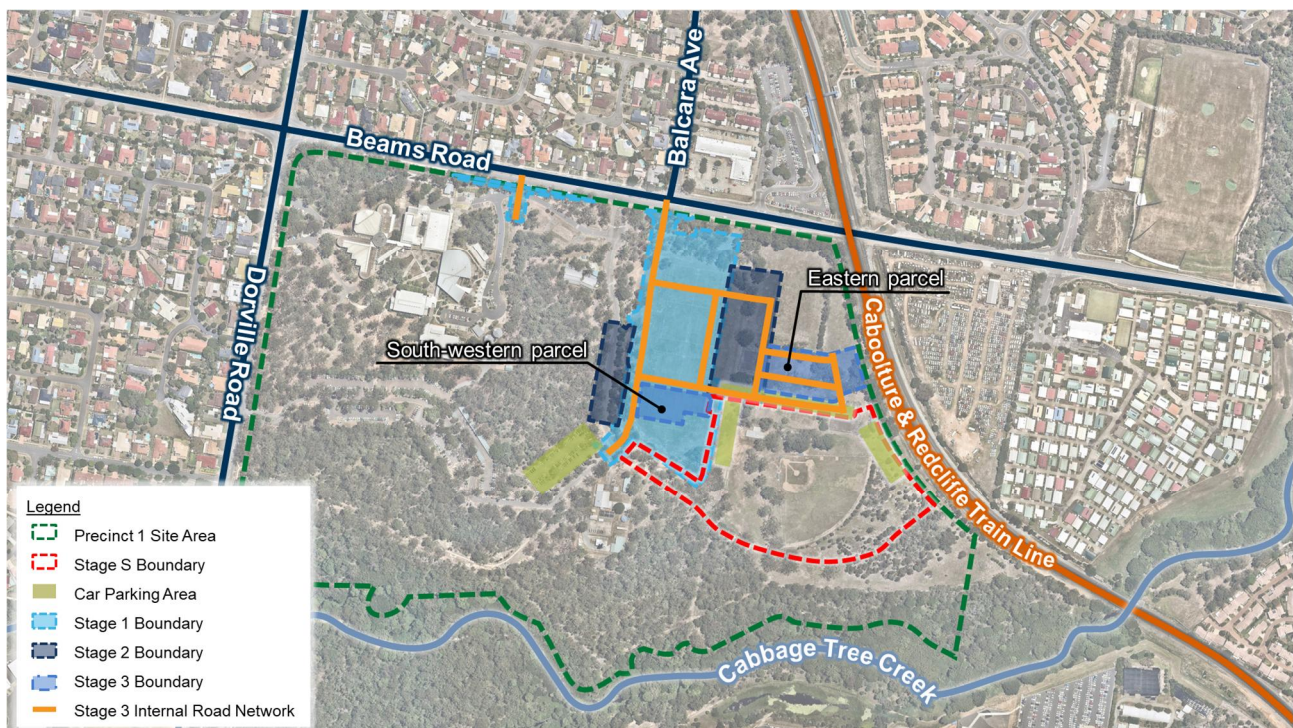 Balcara Ave
Beams Road
Dorville Road
Eastern parcel
South-western parcel
Caboolture & Redcliffe Train Line
Cabbage Tree Creek
Legend
Precinct 1 Site Area
Stage S Boundary
Car Parking Area
Stage 1 Boundary
Stage 2 Boundary
Stage 3 Boundary
Stage 3 Internal Road Network